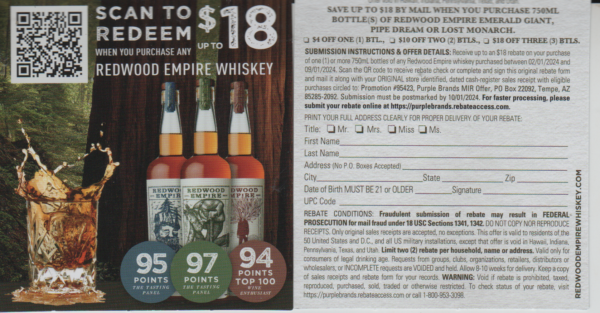 SCAN TO
REDEEM
WHEN YOU PURCHASE ANY
UP TO
$18
REDWOOD EMPIRE WHISKEY
REDWOOD
EMPIRE
REDWOOD
EMPIRE
REDWOOD
EMPIRE
95
POINTS
THE TASTING
PANEL
97
POINTS
THE TASTING
PANEL
94
POINTS
TOP 100
WINE
ENTHUSIAST
SAVE UP TO $18 BY MAIL WHEN YOU PURCHASE 750ML
BOTTLE(S) OF REDWOOD EMPIRE EMERALD GIANT,
PIPE DREAM OR LOST MONARCH.
❏ $4 OFF ONE (1) BTL., ❏ $10 OFF TWO (2) BTLS., ❏ $18 OFF THREE (3) BTLS.
SUBMISSION INSTRUCTIONS & OFFER DETAILS: Receive up to an $18 rebate on your purchase
of one (1) or more 750ml bottles of any Redwood Empire whiskey purchased between 02/01/2024 and
09/01/2024. Scan the QR code to receive rebate check or complete and sign this original rebate form
and mail it along with your ORIGINAL store identified, dated cash-register sales receipt with eligible
purchases circled to: Promotion #95423, Purple Brands MIR Offer, PO Box 22092, Tempe, AZ
85285-2092. Submission must be postmarked by 10/01/2024. For faster processing, please
submit your rebate online at https://purplebrands.rebateaccess.com.
PRINT YOUR FULL ADDRESS CLEARLY FOR PROPER DELIVERY OF YOUR REBATE:
Title: ❏ Mr. ❏ Mrs. ❏ Miss ❏ Ms.
First Name
Last Name
Address (No P.O. Boxes Accepted)
City State Zip
Date of Birth MUST BE 21 or OLDER Signature
UPC Code
REBATE CONDITIONS: Fraudulent submission of rebate may result in FEDERAL
PROSECUTION for mail fraud under 18 USC Sections 1341, 1342. DO NOT COPY NOR REPRODUCE
RECEIPTS. Only original sales receipts are accepted, no exceptions. This offer is valid to residents of the
50 United States and D.C., and all US military installations, except that offer is void in Hawaii, Indiana,
Pennsylvania, Texas, and Utah. Limit two (2) rebate per household, name or address. Valid only for
consumers of legal drinking age. Requests from groups, clubs, organizations, retailers, distributors or
wholesalers, or INCOMPLETE requests are VOIDED and held. Allow 8-10 weeks for delivery. Keep a copy
of sales receipts and rebate form for your records. WARNING: Void if rebate is prohibited, taxed,
reproduced, purchased, sold, traded or otherwise restricted. To check status of your rebate, visit
https://purplebrands.rebateaccess.com or call 1-800-953-3098.
REDWOODEMPIREWHISKEY.COM